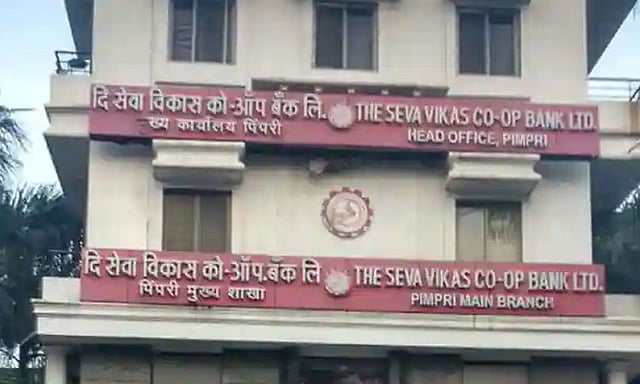 दि सेवा विकास को-ऑप बँक लि. THE SEVA VIKAS CO-OP BANK LTD.
ख्य कार्यालय पिंपरी HEAD OFFICE, PIMPRI
दि सेवा विकास को-ऑप.बँक लि THE SEVA VIKAS CO-OP BANK LTD.
पिंपरी मुख्य शाखा PIMPRI MAIN BRANCH